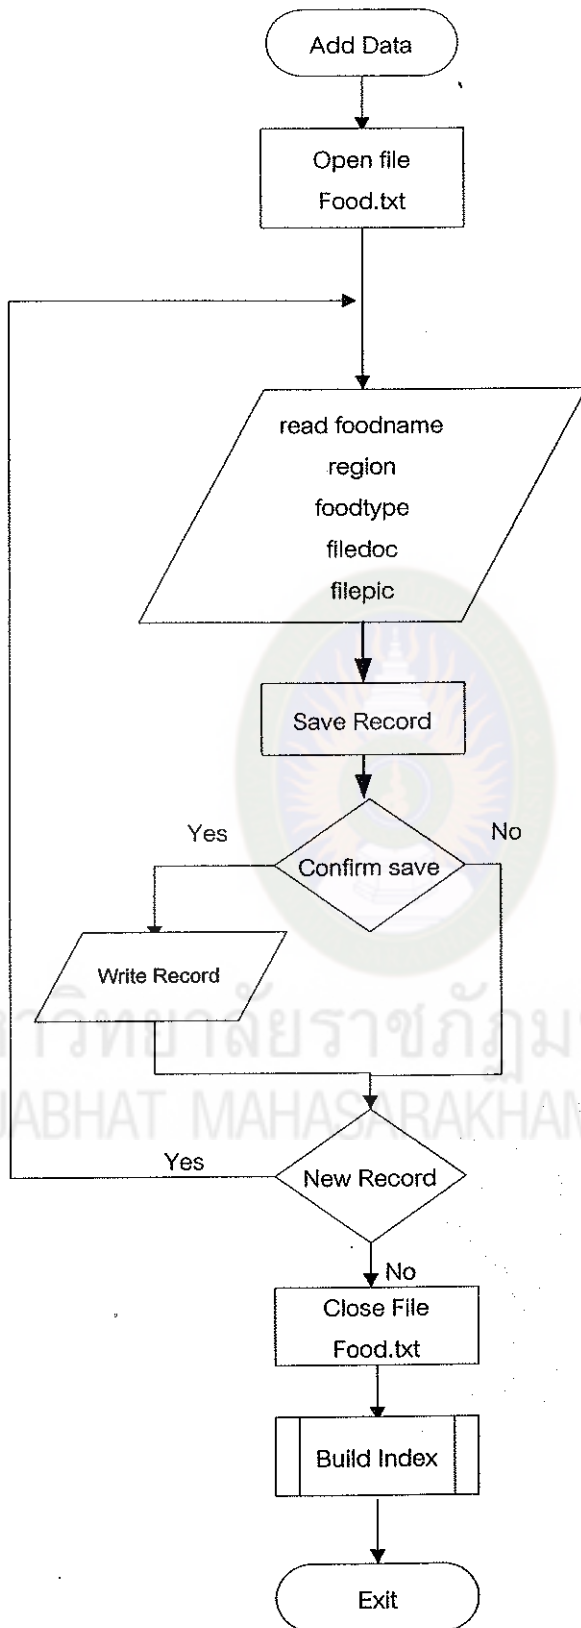 Add Data
Open file
Food.txt
read foodname
region
foodtype
filedoc
filepic
Save Record
Yes
No
Confirm save
Write Record
MAHASARAKHAM
Yes
New Record
No
Close File
Food.txt
Build Index
Exit